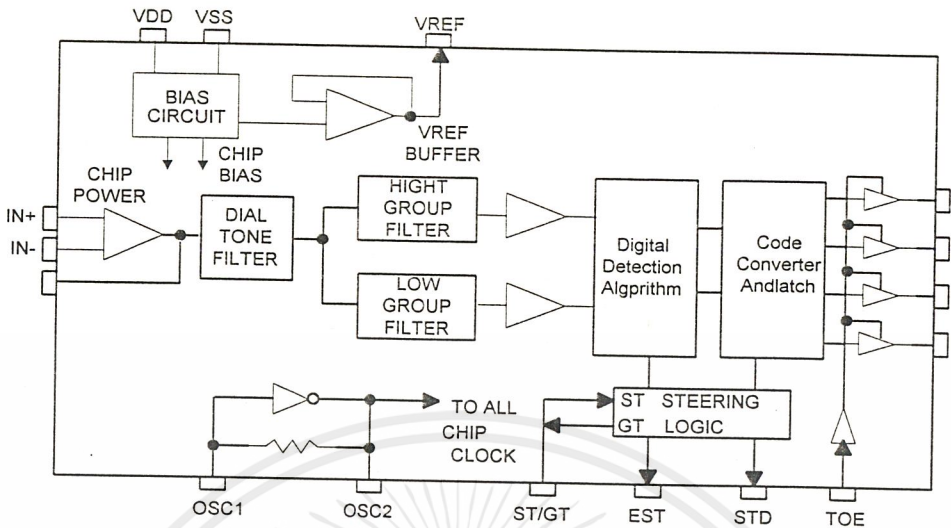 VDD
VSS
VREF
BIAS
CIRCUIT
VREF
BUFFER
CHIP
BIAS
CHIP
POWER
IN+
IN-
DIAL
TONE
FILTER
HIGHT
GROUP
FILTER
LOW
GROUP
FILTER
Digital
Detection
Algprithm
Code
Converter
Andlatch
TO ALL
CHIP
CLOCK
ST STEERING
GT LOGIC
OSC1
OSC2
ST/GT
EST
STD
TOE